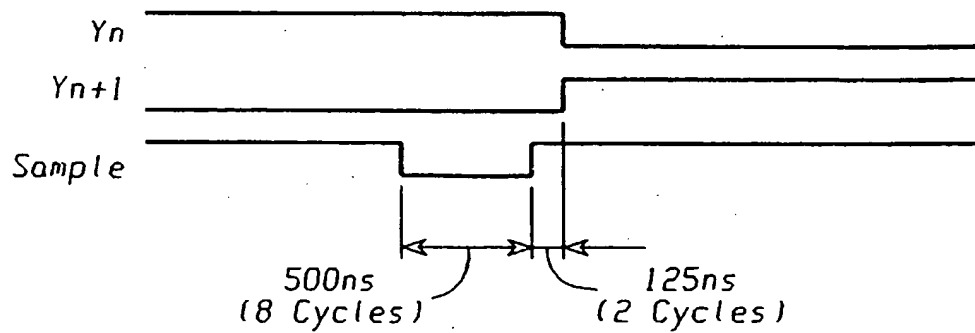 Yn
Yn+1
Sample
500ns
(8 Cycles)
125ns
(2 Cycles)